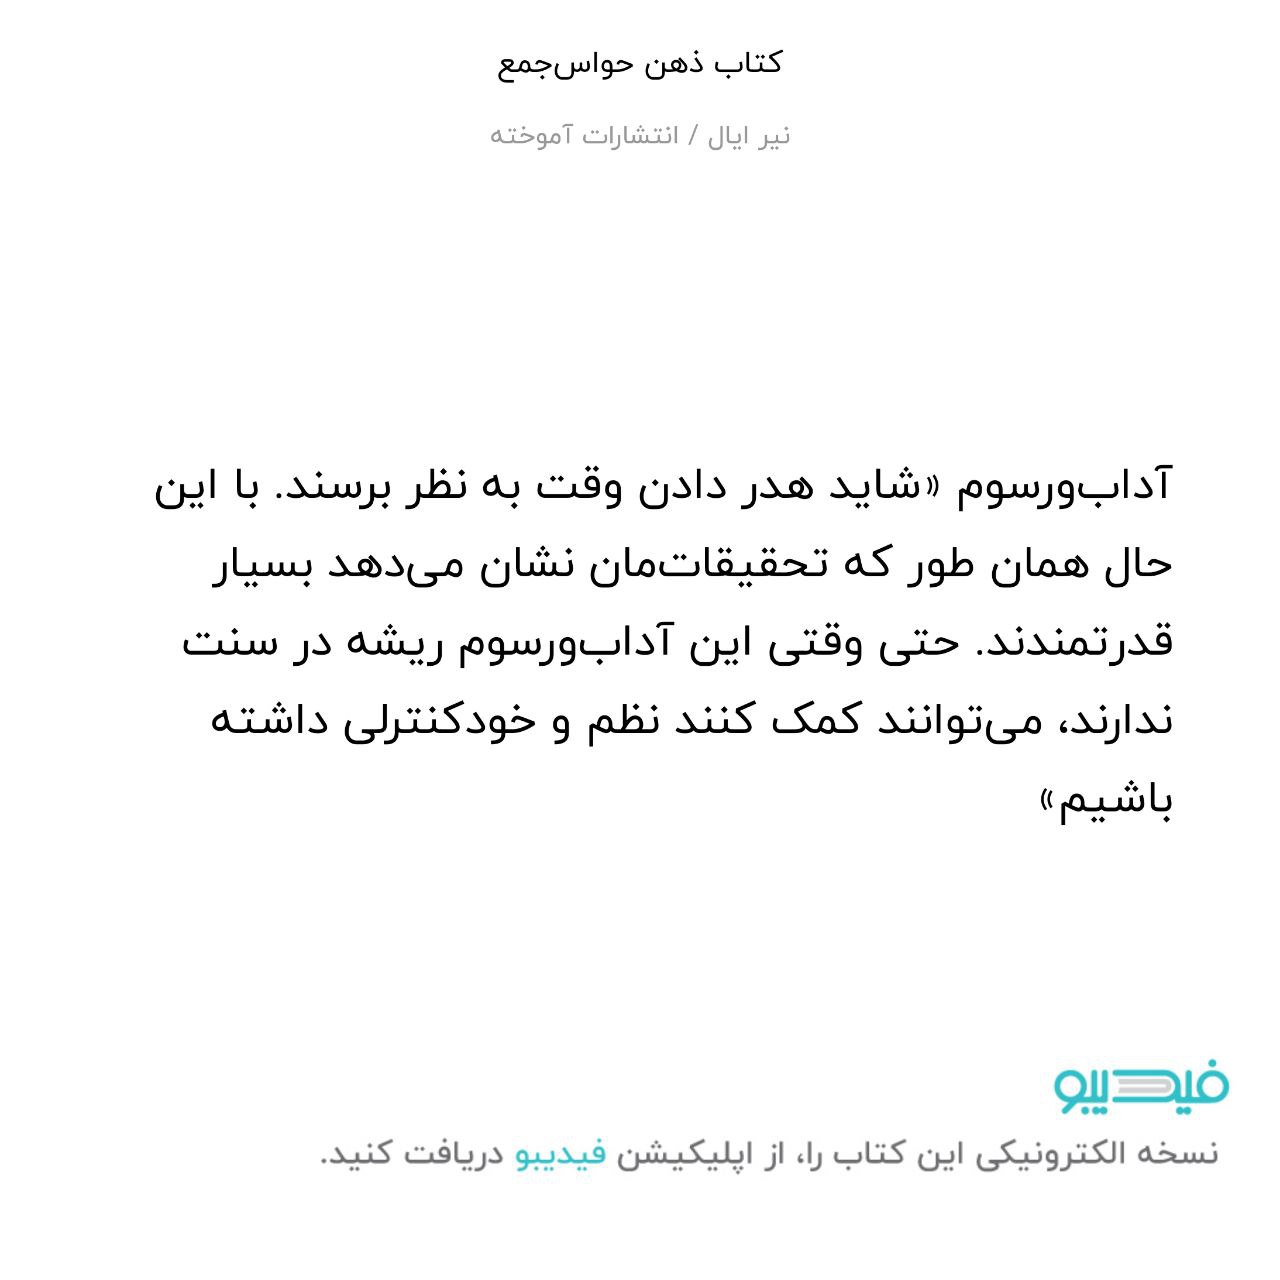 کتاب ذهن حواس‌جمع
نیر ایال / انتشارات آموخته
آداب‌ورسوم «شاید هدر دادن وقت به نظر برسند. با این
حال همان طور که تحقیقات‌مان نشان می‌دهد بسیار
قدرتمندند. حتی وقتی این آداب‌ورسوم ریشه در سنت
ندارند، می‌توانند کمک کنند نظم و خودکنترلی داشته
باشیم»
فیدیبو
نسخه الکترونیکی این کتاب را، از اپلیکیشن فیدیبو دریافت کنید.